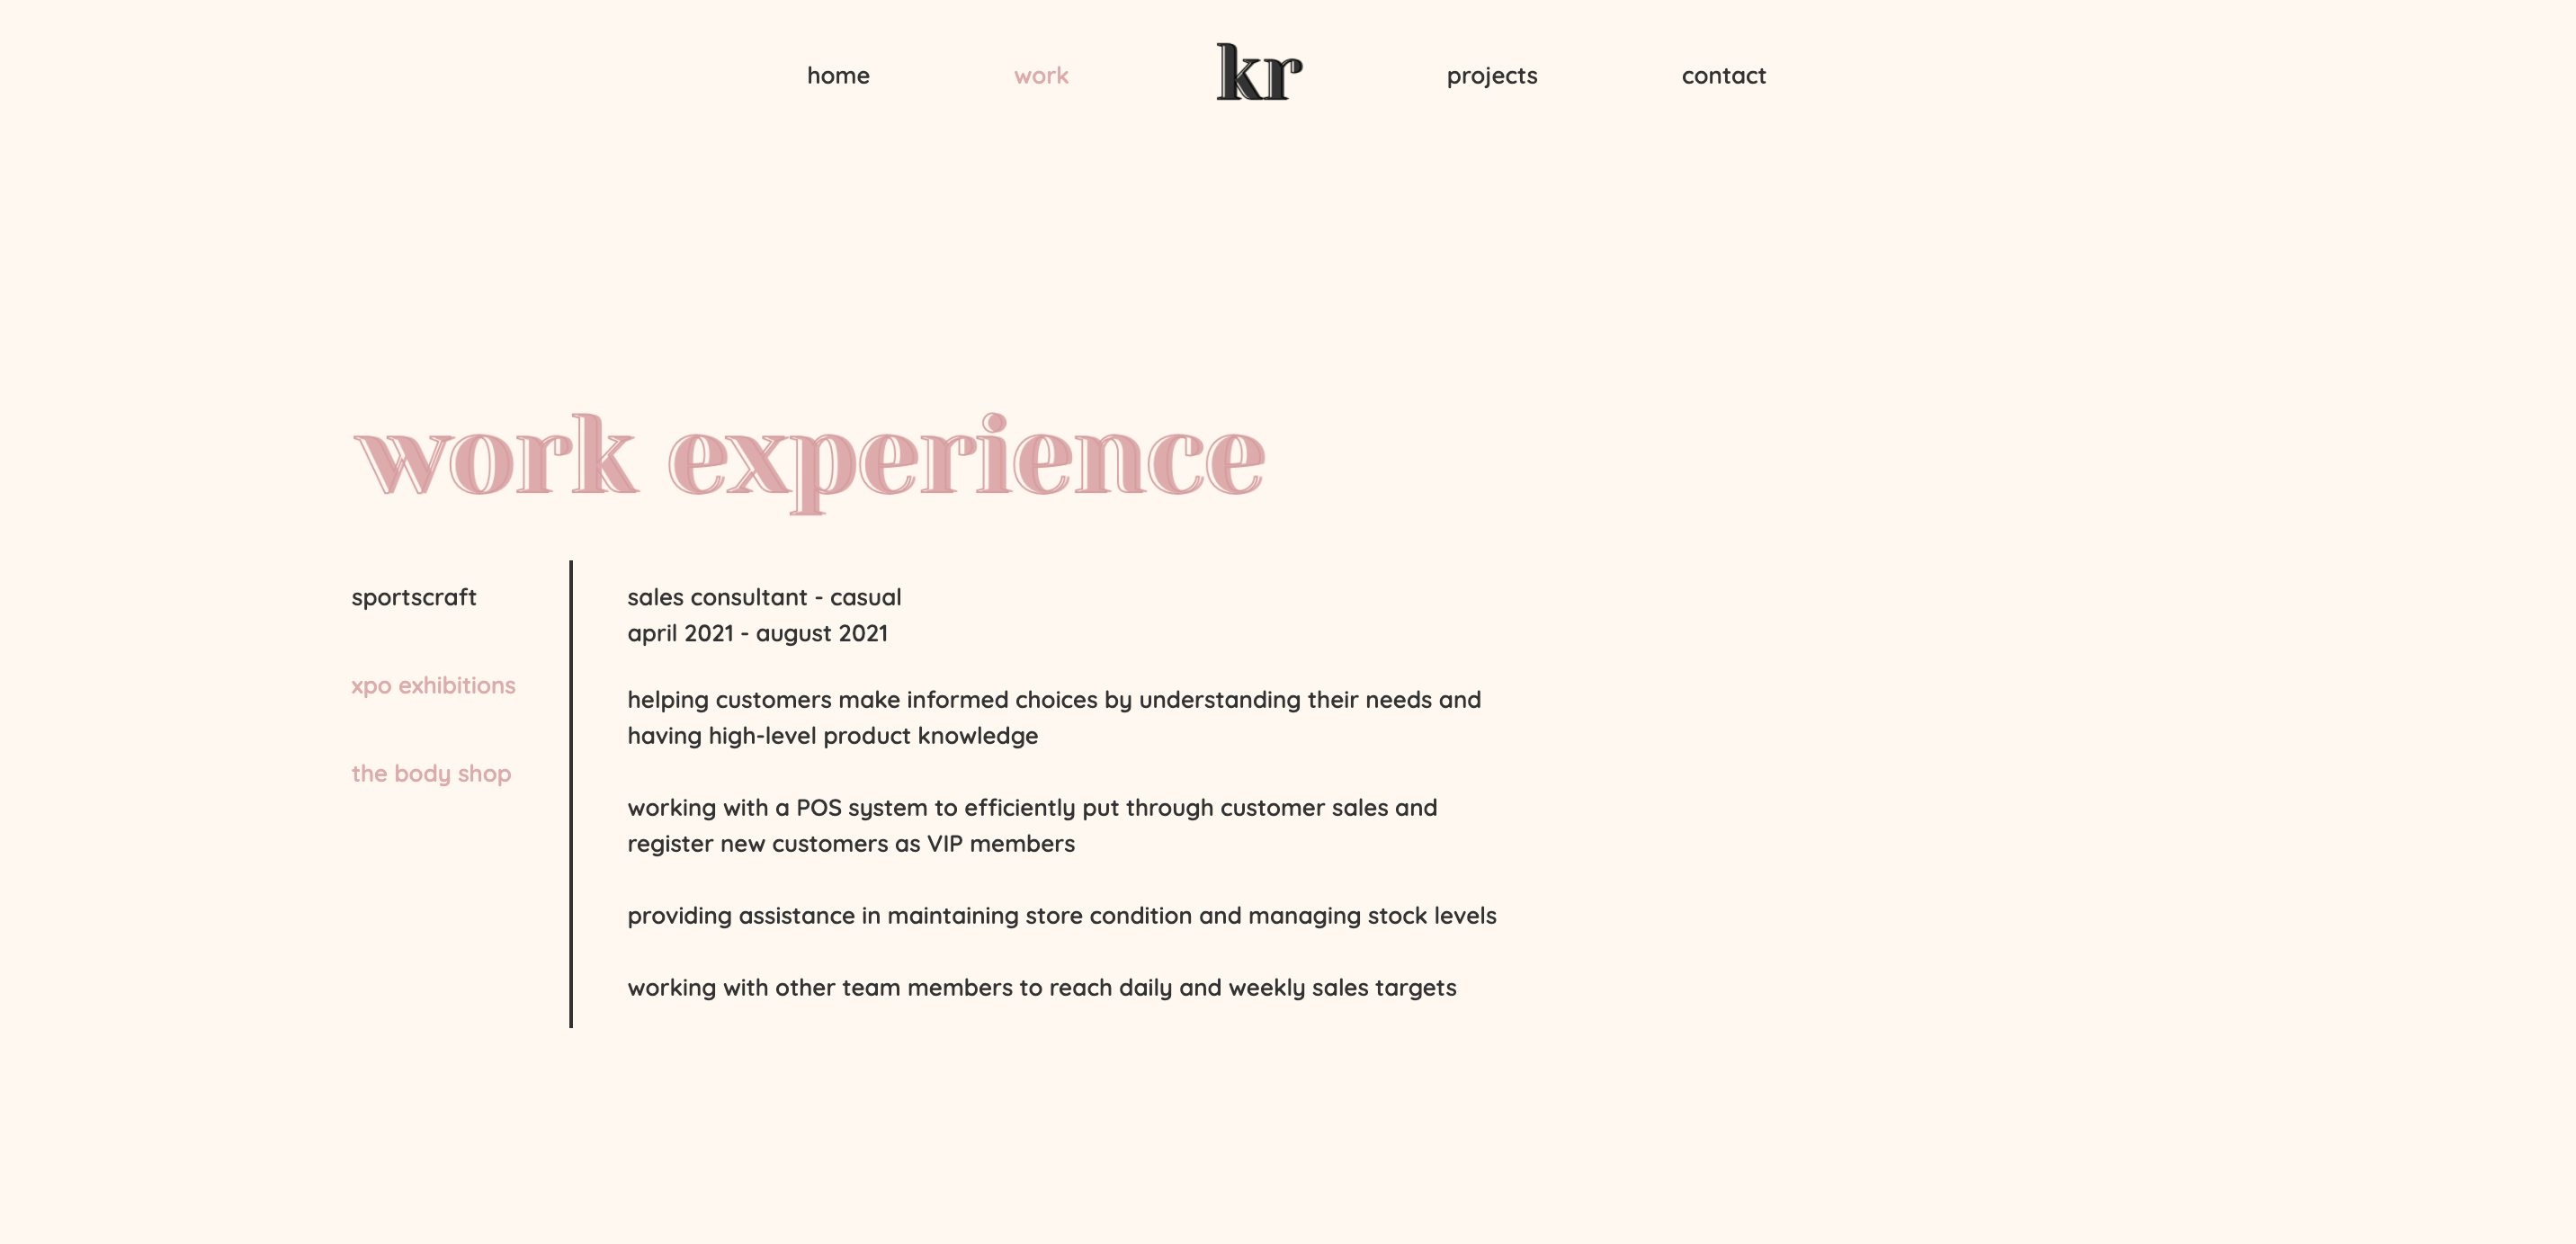 home work kr projects contact
work experience
sportscraft
xpo exhibitions
the body shop
sales consultant - casual
april 2021 - august 2021
helping customers make informed choices by understanding their needs and
having high-level product knowledge
working with a POS system to efficiently put through customer sales and
register new customers as VIP members
providing assistance in maintaining store condition and managing stock levels
working with other team members to reach daily and weekly sales targets